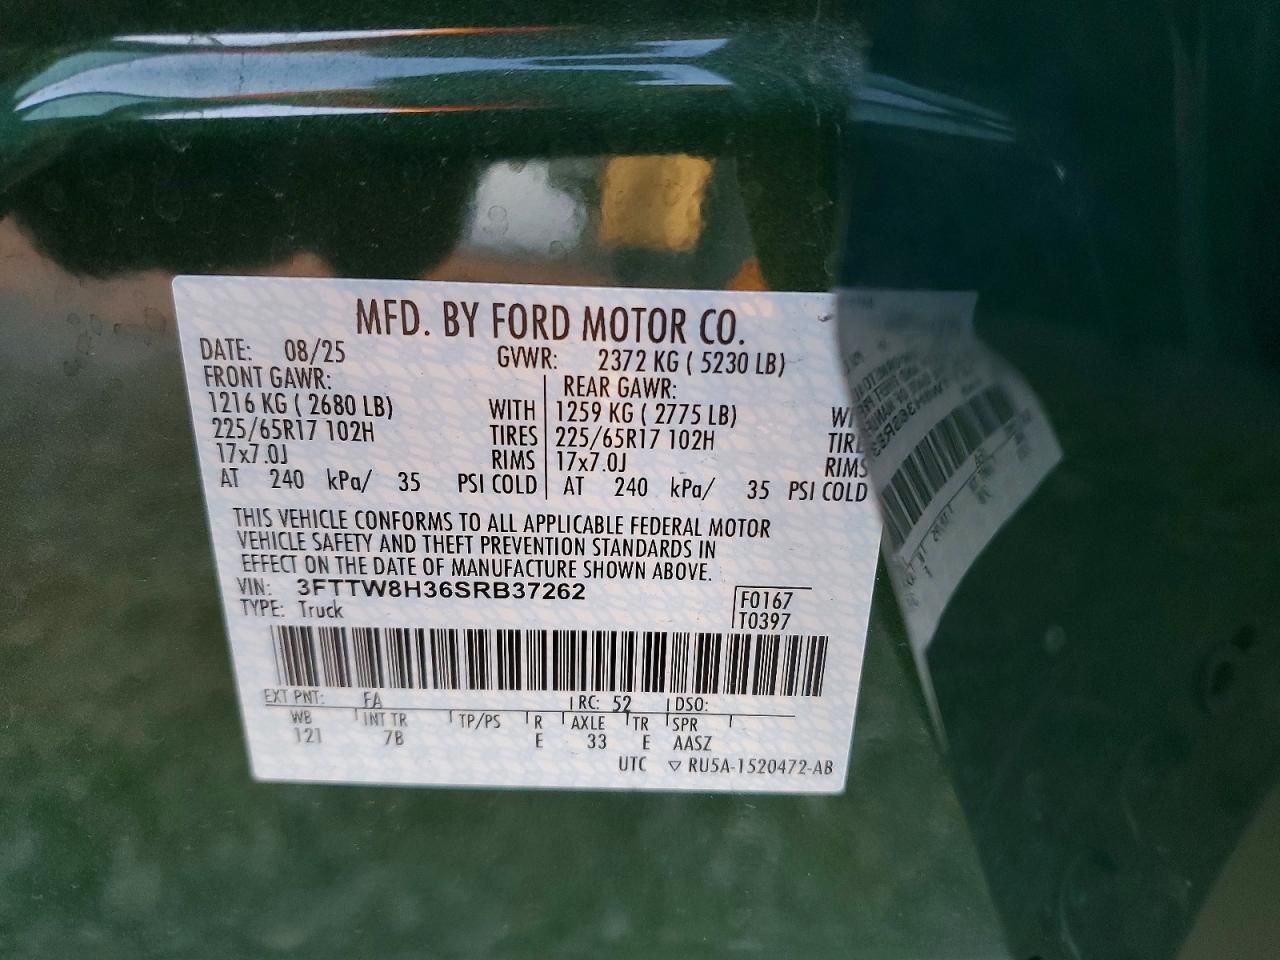 MFD. BY FORD MOTOR CO.
DATE: 08/25 GVWR: 2372 KG ( 5230 LB)
FRONT GAWR: REAR GAWR:
1216 KG ( 2680 LB) WITH 1259 KG ( 2775 LB) WI
225/65R17 102H TIRES 225/65R17 102H TIRE
17x7.0J RIMS 17x7.0J RIMS
AT 240 kPa/ 35 PSI COLD AT 240 kPa/ 35 PSI COLD
THIS VEHICLE CONFORMS TO ALL APPLICABLE FEDERAL MOTOR
VEHICLE SAFETY AND THEFT PREVENTION STANDARDS IN
EFFECT ON THE DATE OF MANUFACTURE SHOWN ABOVE.
VIN: 3FTTW8H36SRB37262 F0167
TYPE: Truck T0397
EXT PNT: FA RC: 52 DSO:
WB INT TR TP/PS R AXLE TR SPR
121 7B E 33 E AASZ
UTC ▽ RU5A-1520472-AB